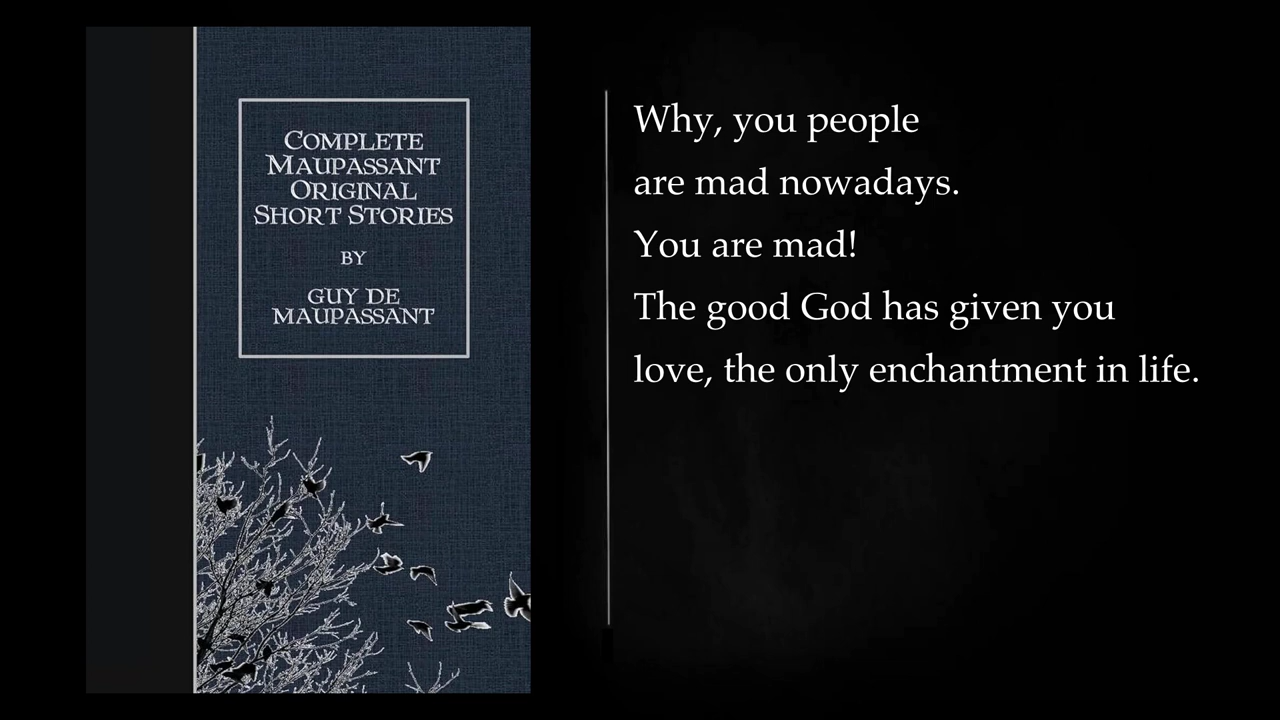 COMPLETE
MAUPASSANT
ORIGINAL
SHORT STORIES
BY
GUY DE
MAUPASSANT
Why, you people
are mad nowadays.
You are mad!
The good God has given you
love, the only enchantment in life.